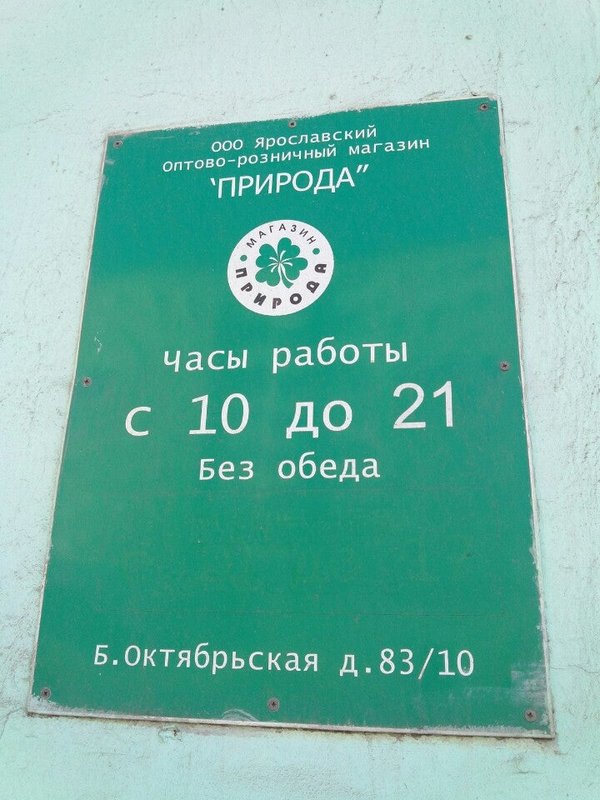 ООО Ярославский
Оптово-розничный магазин
‘ПРИРОДА”
МАГАЗИН
ПРИРОДА
часы работы
с 10 до 21
Без обеда
Б.Октябрьская д.83/10